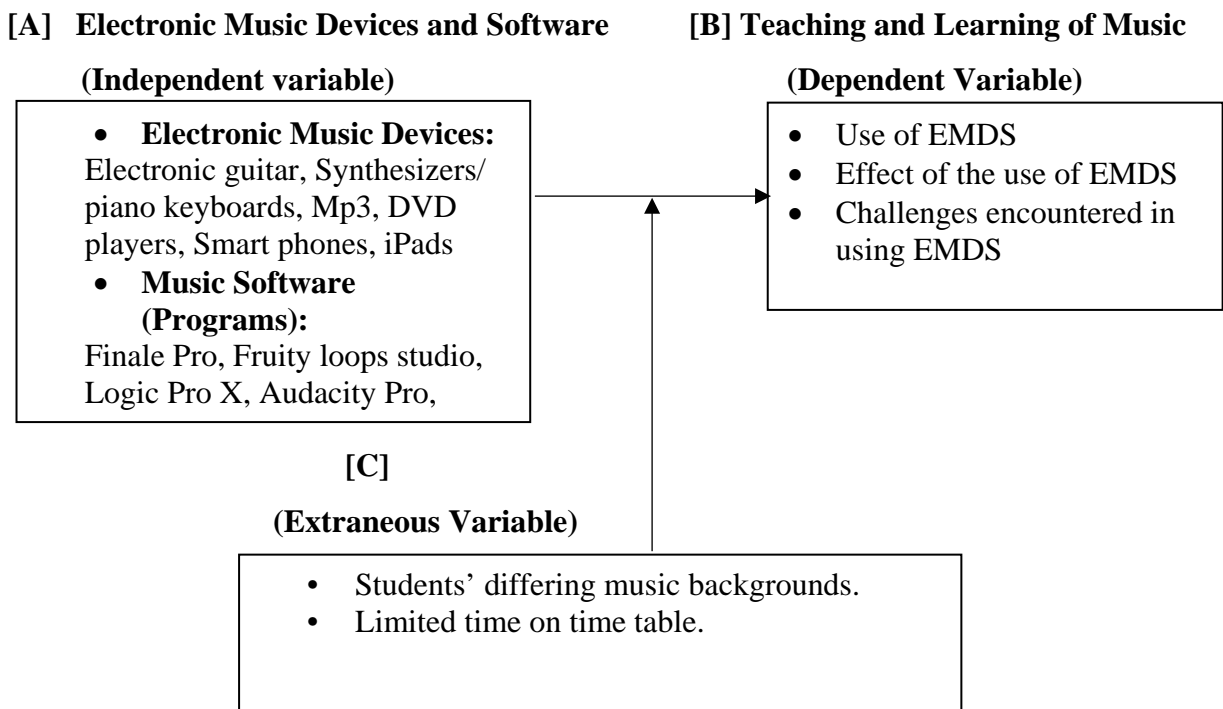 [A] Electronic Music Devices and Software
(Independent variable)
• Electronic Music Devices:
Electronic guitar, Synthesizers/
piano keyboards, Mp3, DVD
players, Smart phones, iPads
• Music Software
(Programs):
Finale Pro, Fruity loops studio,
Logic Pro X, Audacity Pro,
[B] Teaching and Learning of Music
(Dependent Variable)
• Use of EMDS
• Effect of the use of EMDS
• Challenges encountered in
using EMDS
[C]
(Extraneous Variable)
• Students’ differing music backgrounds.
• Limited time on time table.